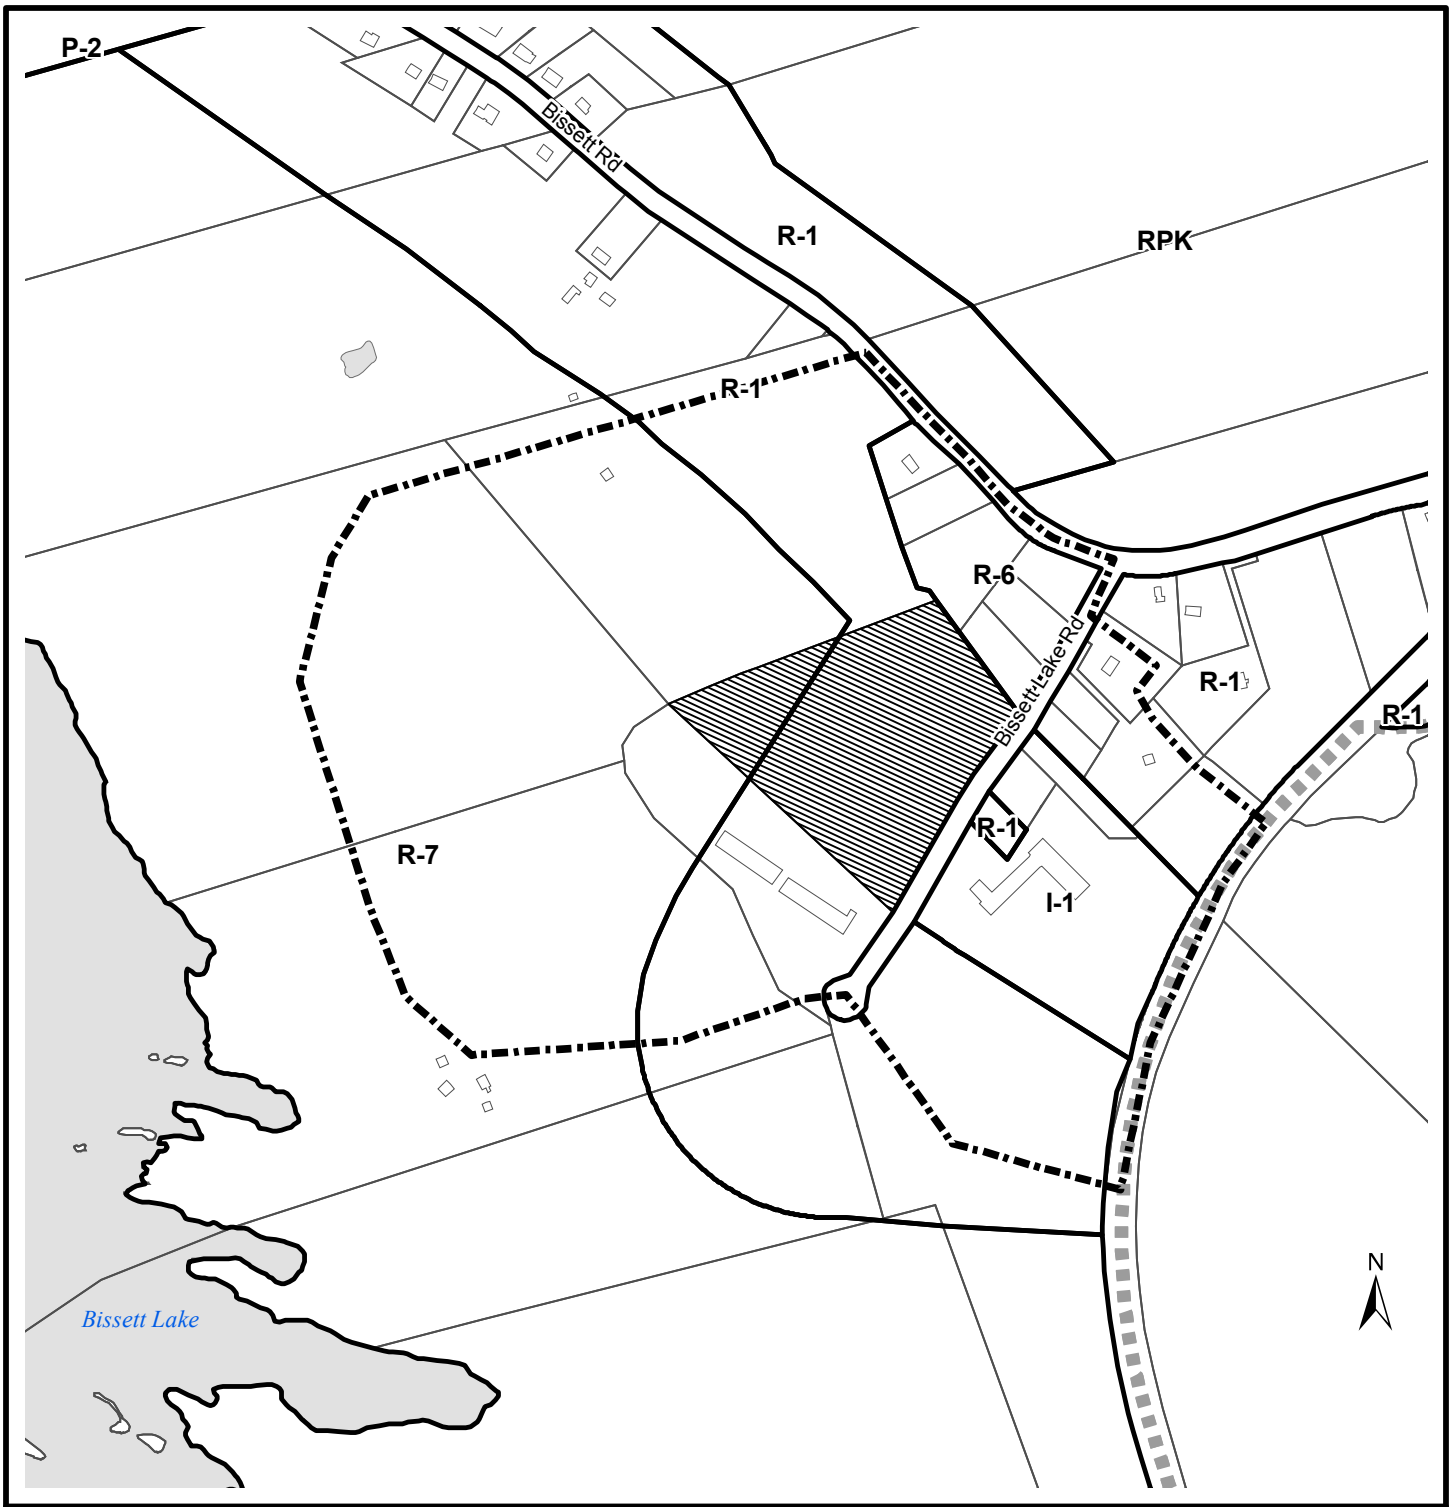 P-2
Bissett Rd
R-1
RPK
R-1
R-6
Bissett Lake Rd
R-1
R-1
R-1
R-7
I-1
N
Bissett Lake